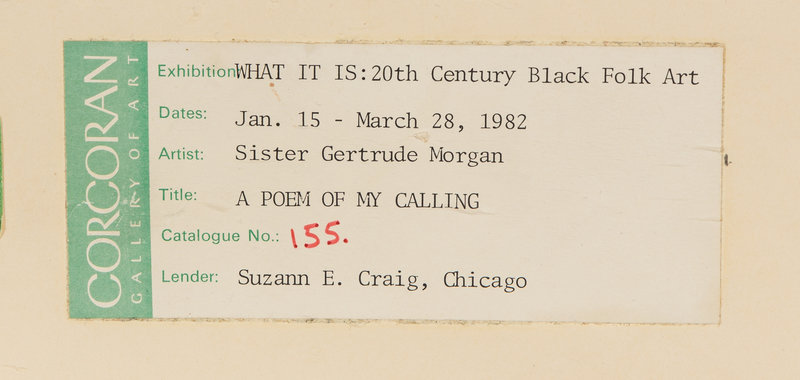 CORCORAN
GALLERY OF ART
Exhibition WHAT IT IS:20th Century Black Folk Art
Dates: Jan. 15 - March 28, 1982
Artist: Sister Gertrude Morgan
Title: A POEM OF MY CALLING
Catalogue No.: 155.
Lender: Suzann E. Craig, Chicago